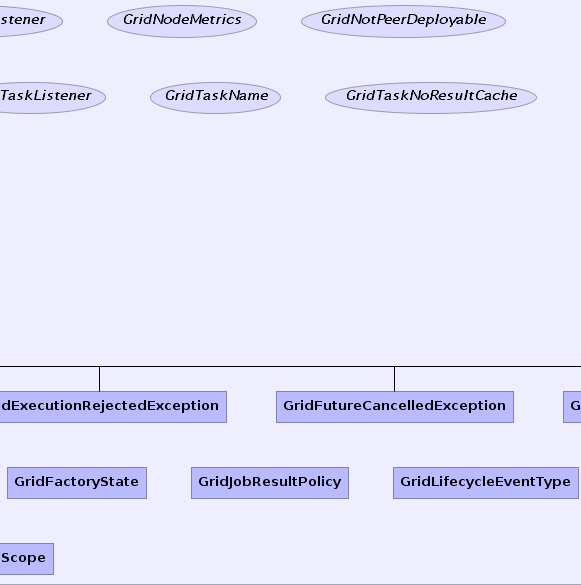 stener GridNodeMetrics GridNotPeerDeployable
TaskListener GridTaskName GridTaskNoResultCache
dExecutionRejectedException GridFutureCancelledException G
GridFactoryState GridJobResultPolicy GridLifecycleEventType
Scope